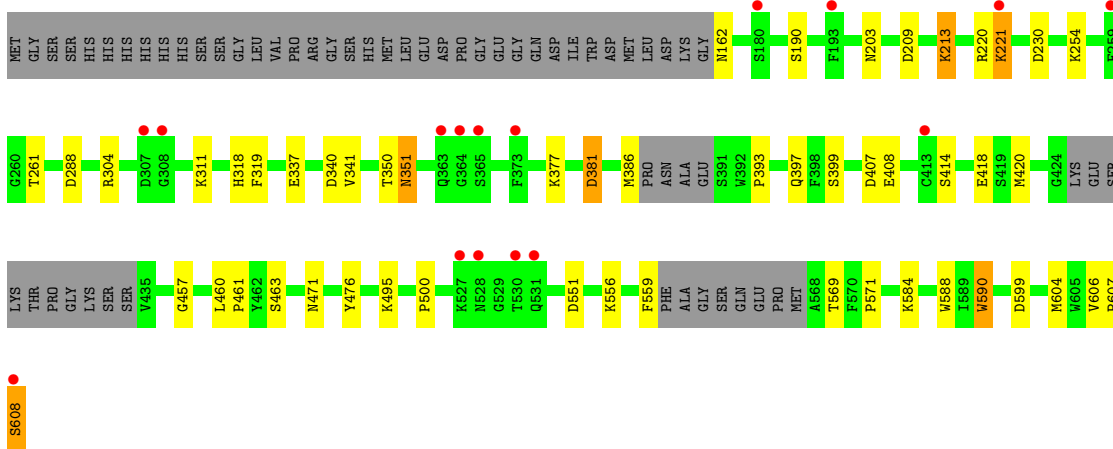 MET GLY SER SER HIS HIS HIS HIS HIS HIS SER SER GLY LEU VAL PRO ARG GLY SER HIS MET LEU GLU ASP PRO GLY GLU GLY GLN ASP ILE TRP ASP MET LEU ASP LYS GLY N162 S180 S190 F193 N203 D209 K213 R220 K221 D230 K254
G260 T261 D288 R304 D307 G308 K311 H318 F319 E337 D340 V341 T350 N351 Q363 G364 S365 F373 K377 D381 M386 PRO ASN ALA GLU S391 W392 P393 Q397 F398 S399 D407 E408 C413 S414 E418 S419 M420 G424 LYS GLU
LYS THR PRO GLY LYS SER SER V435 G457 L460 P461 Y462 S463 N471 Y476 K495 P500 K527 N528 G529 T530 Q531 D551 K556 F559 PHE ALA GLY SER GLN GLU PRO MET A568 T569 F570 P571 K584 W588 I589 W590 D599 M604 W605 V606
S608